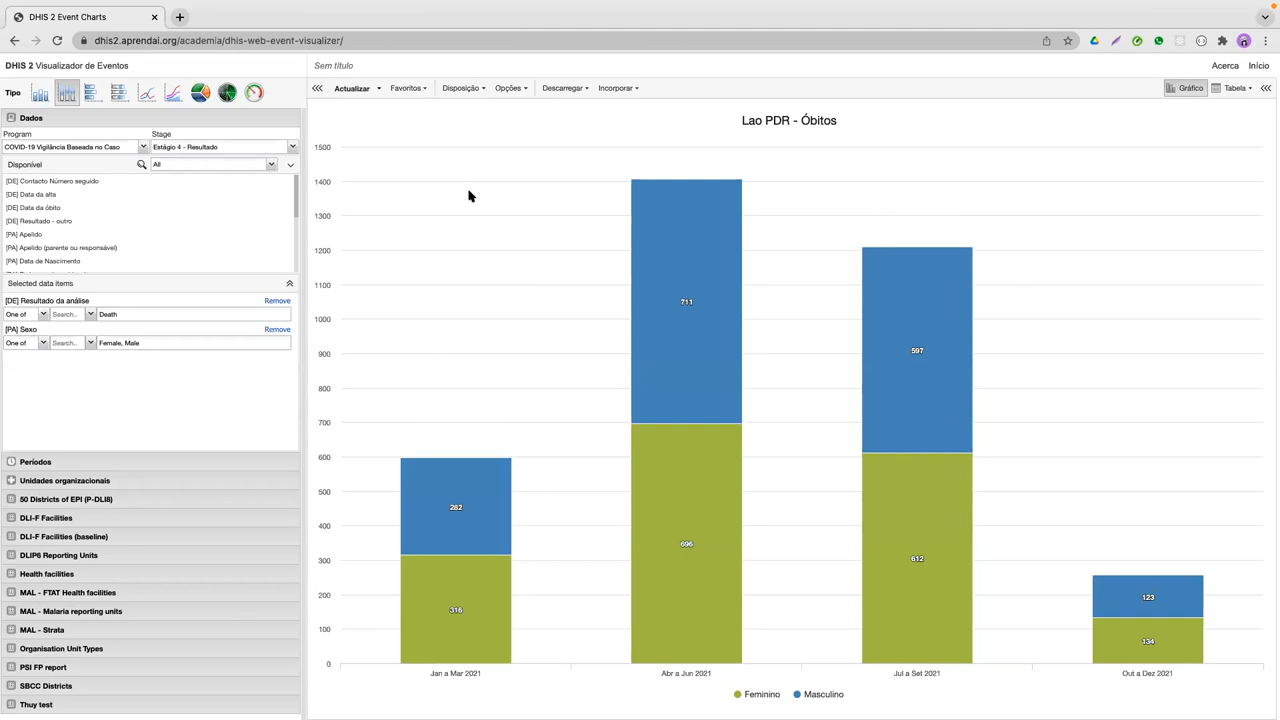 DHIS 2 Event Charts
dhis2.aprendai.org/academia/dhis-web-event-visualizer/
DHIS 2 Visualizador de Eventos
Sem título
Acerca Início
Tipo
Actualizar Favoritos Disposição Opções Descarregar Incorporar Gráfico Tabela
Dados
Program Stage
COVID-19 Vigilância Baseada no Caso Estágio 4 - Resultado
Disponível All
[DE] Contacto Número seguido
[DE] Data da alta
[DE] Data da óbito
[DE] Resultado - outro
[PA] Apelido
[PA] Apelido (parente ou responsável)
[PA] Data de Nascimento
Selected data items
[DE] Resultado da análise Remove
One of Search.. Death
[PA] Sexo Remove
One of Search.. Female, Male
Períodos
Unidades organizacionais
50 Districts of EPI (P-DLI8)
DLI-F Facilities
DLI-F Facilities (baseline)
DLIP6 Reporting Units
Health facilities
MAL - FTAT Health facilities
MAL - Malaria reporting units
MAL - Strata
Organisation Unit Types
PSI FP report
SBCC Districts
Thuy test
Lao PDR - Óbitos
1500
1400
1300
1200
1100
1000
900
800
700
600
500
400
300
200
100
0
282
316
711
696
597
612
123
134
Jan a Mar 2021 Abr a Jun 2021 Jul a Set 2021 Out a Dez 2021
Feminino Masculino